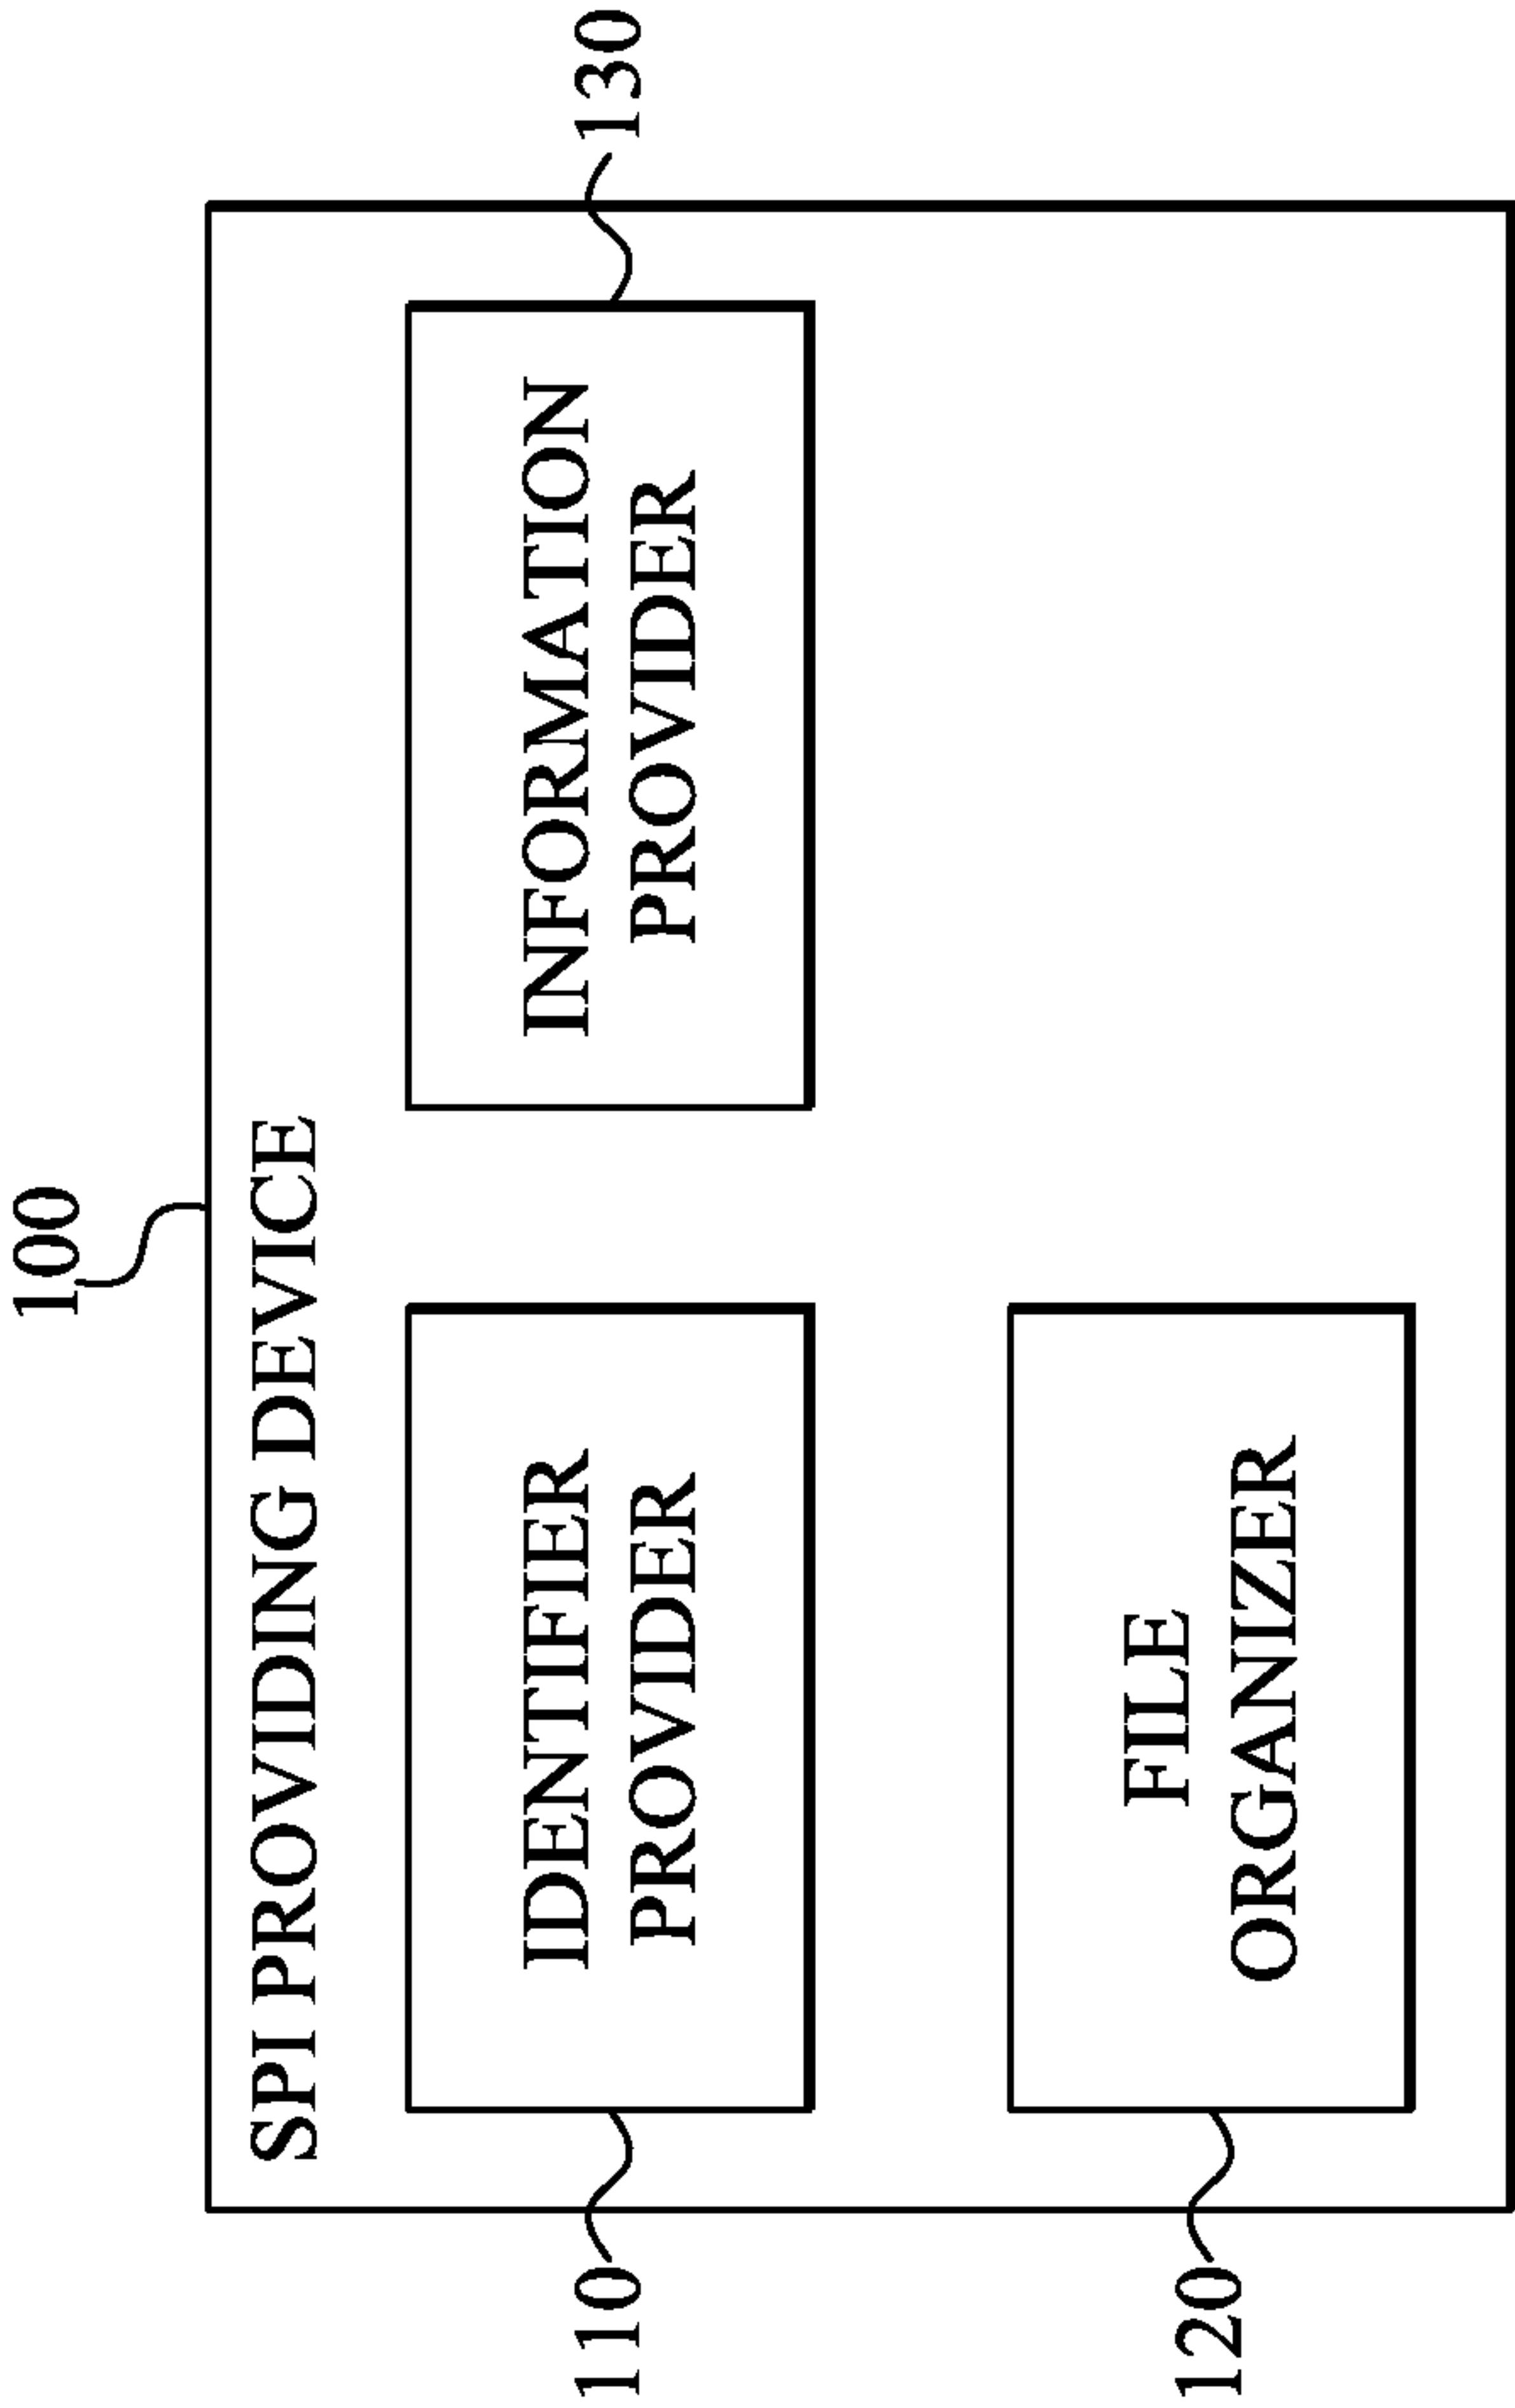 100
SPI PROVIDING DEVICE
110
IDENTIFIER
PROVIDER
INFORMATION
PROVIDER
130
120
FILE
ORGANIZER